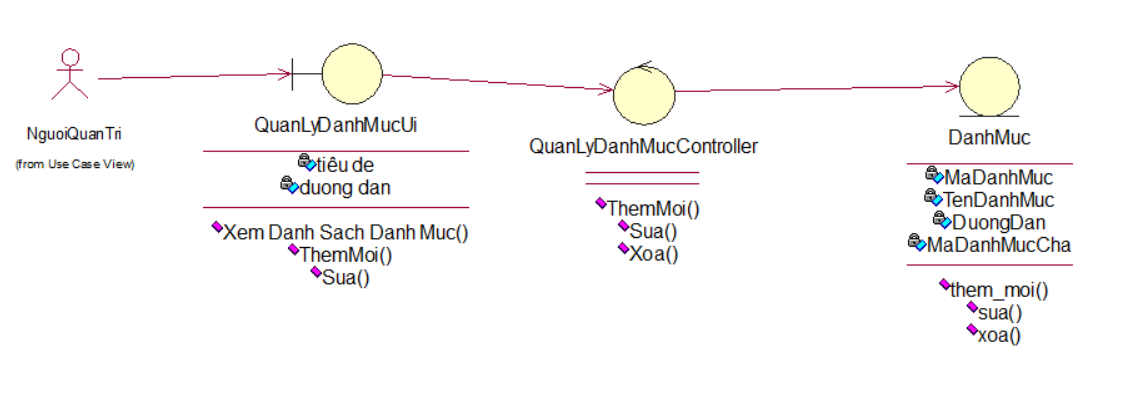 NguoiQuanTri
(from Use Case View)
QuanLyDanhMucUi
tiêu de
duong dan
Xem Danh Sach Danh Muc()
ThemMoi()
Sua()
QuanLyDanhMucController
ThemMoi()
Sua()
Xoa()
DanhMuc
MaDanhMuc
TenDanhMuc
DuongDan
MaDanhMucCha
them_moi()
sua()
xoa()